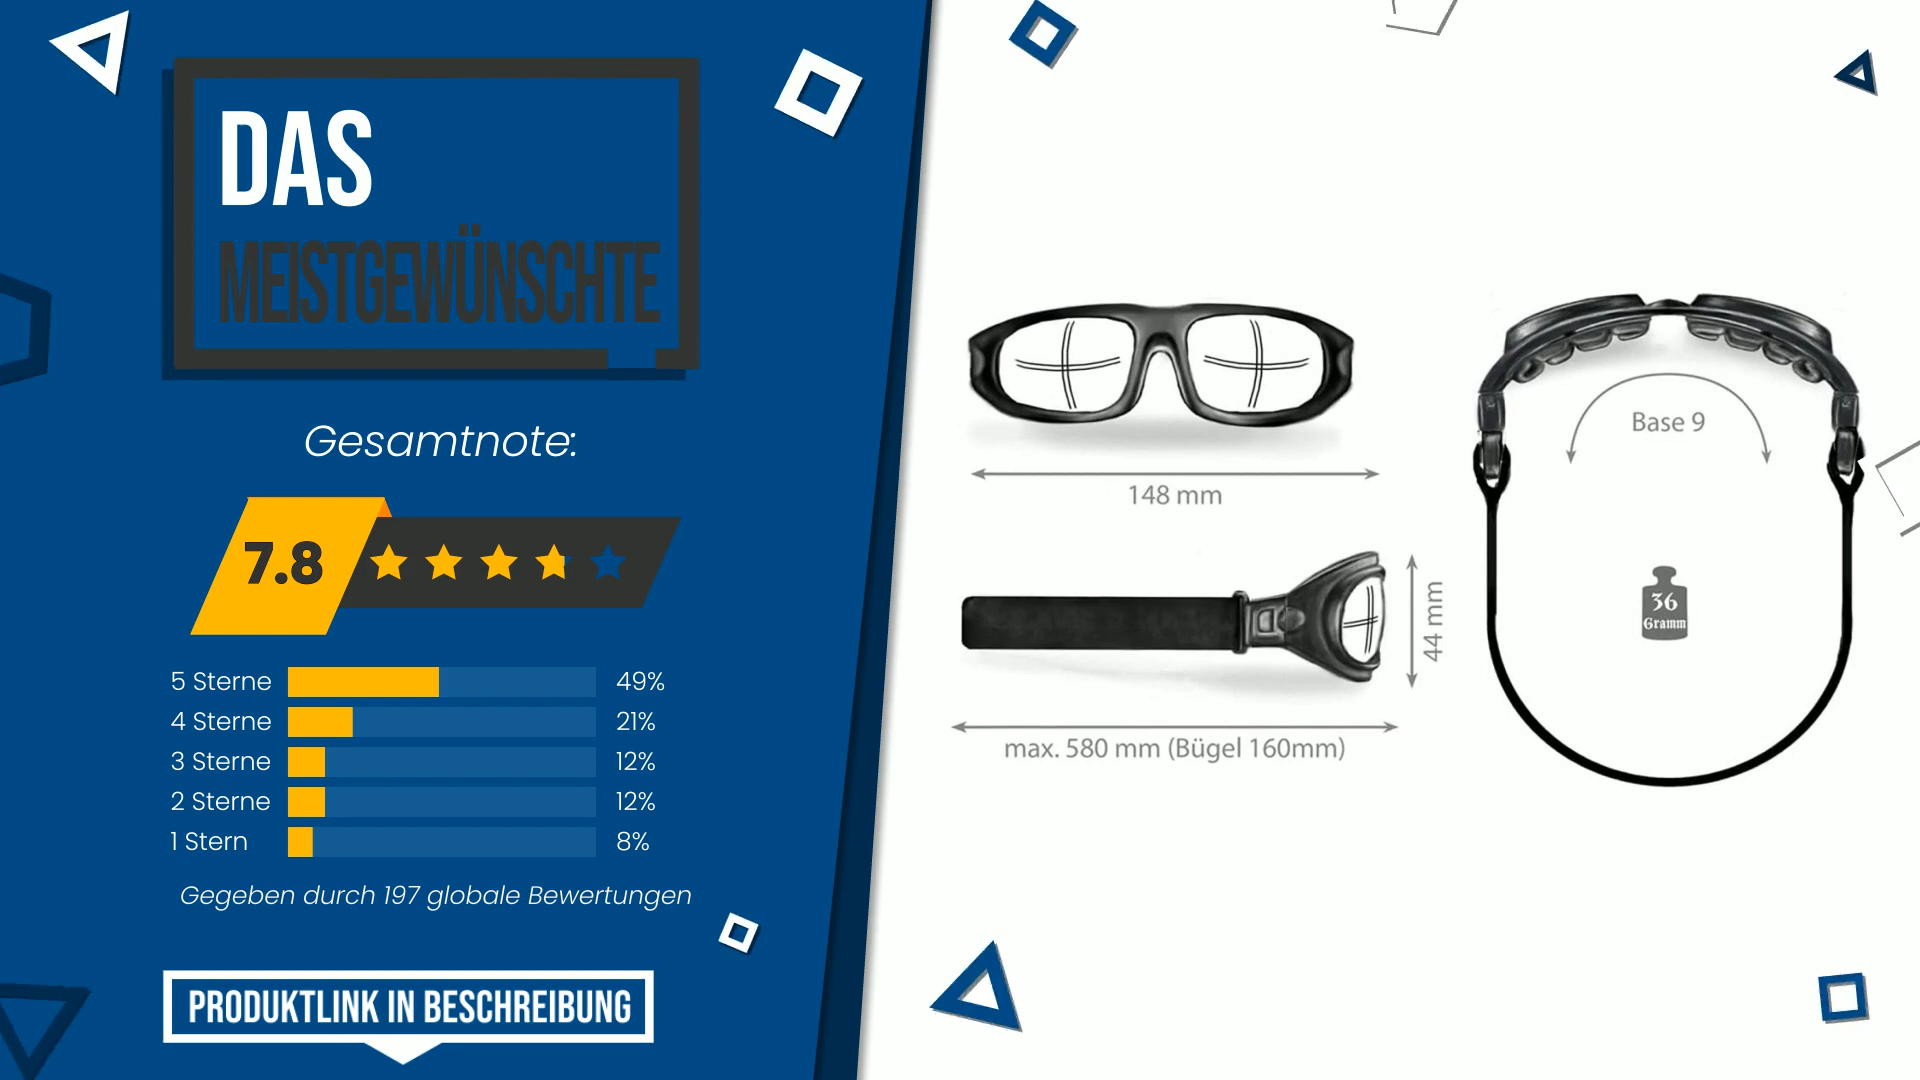 DAS
MEISTGEWÜNSCHTE
Gesamtnote:
7.8
5 Sterne 49%
4 Sterne 21%
3 Sterne 12%
2 Sterne 12%
1 Stern 8%
Gegeben durch 197 globale Bewertungen
PRODUKTLINK IN BESCHREIBUNG
148 mm
44 mm
max. 580 mm (Bügel 160mm)
Base 9
36
Gramm